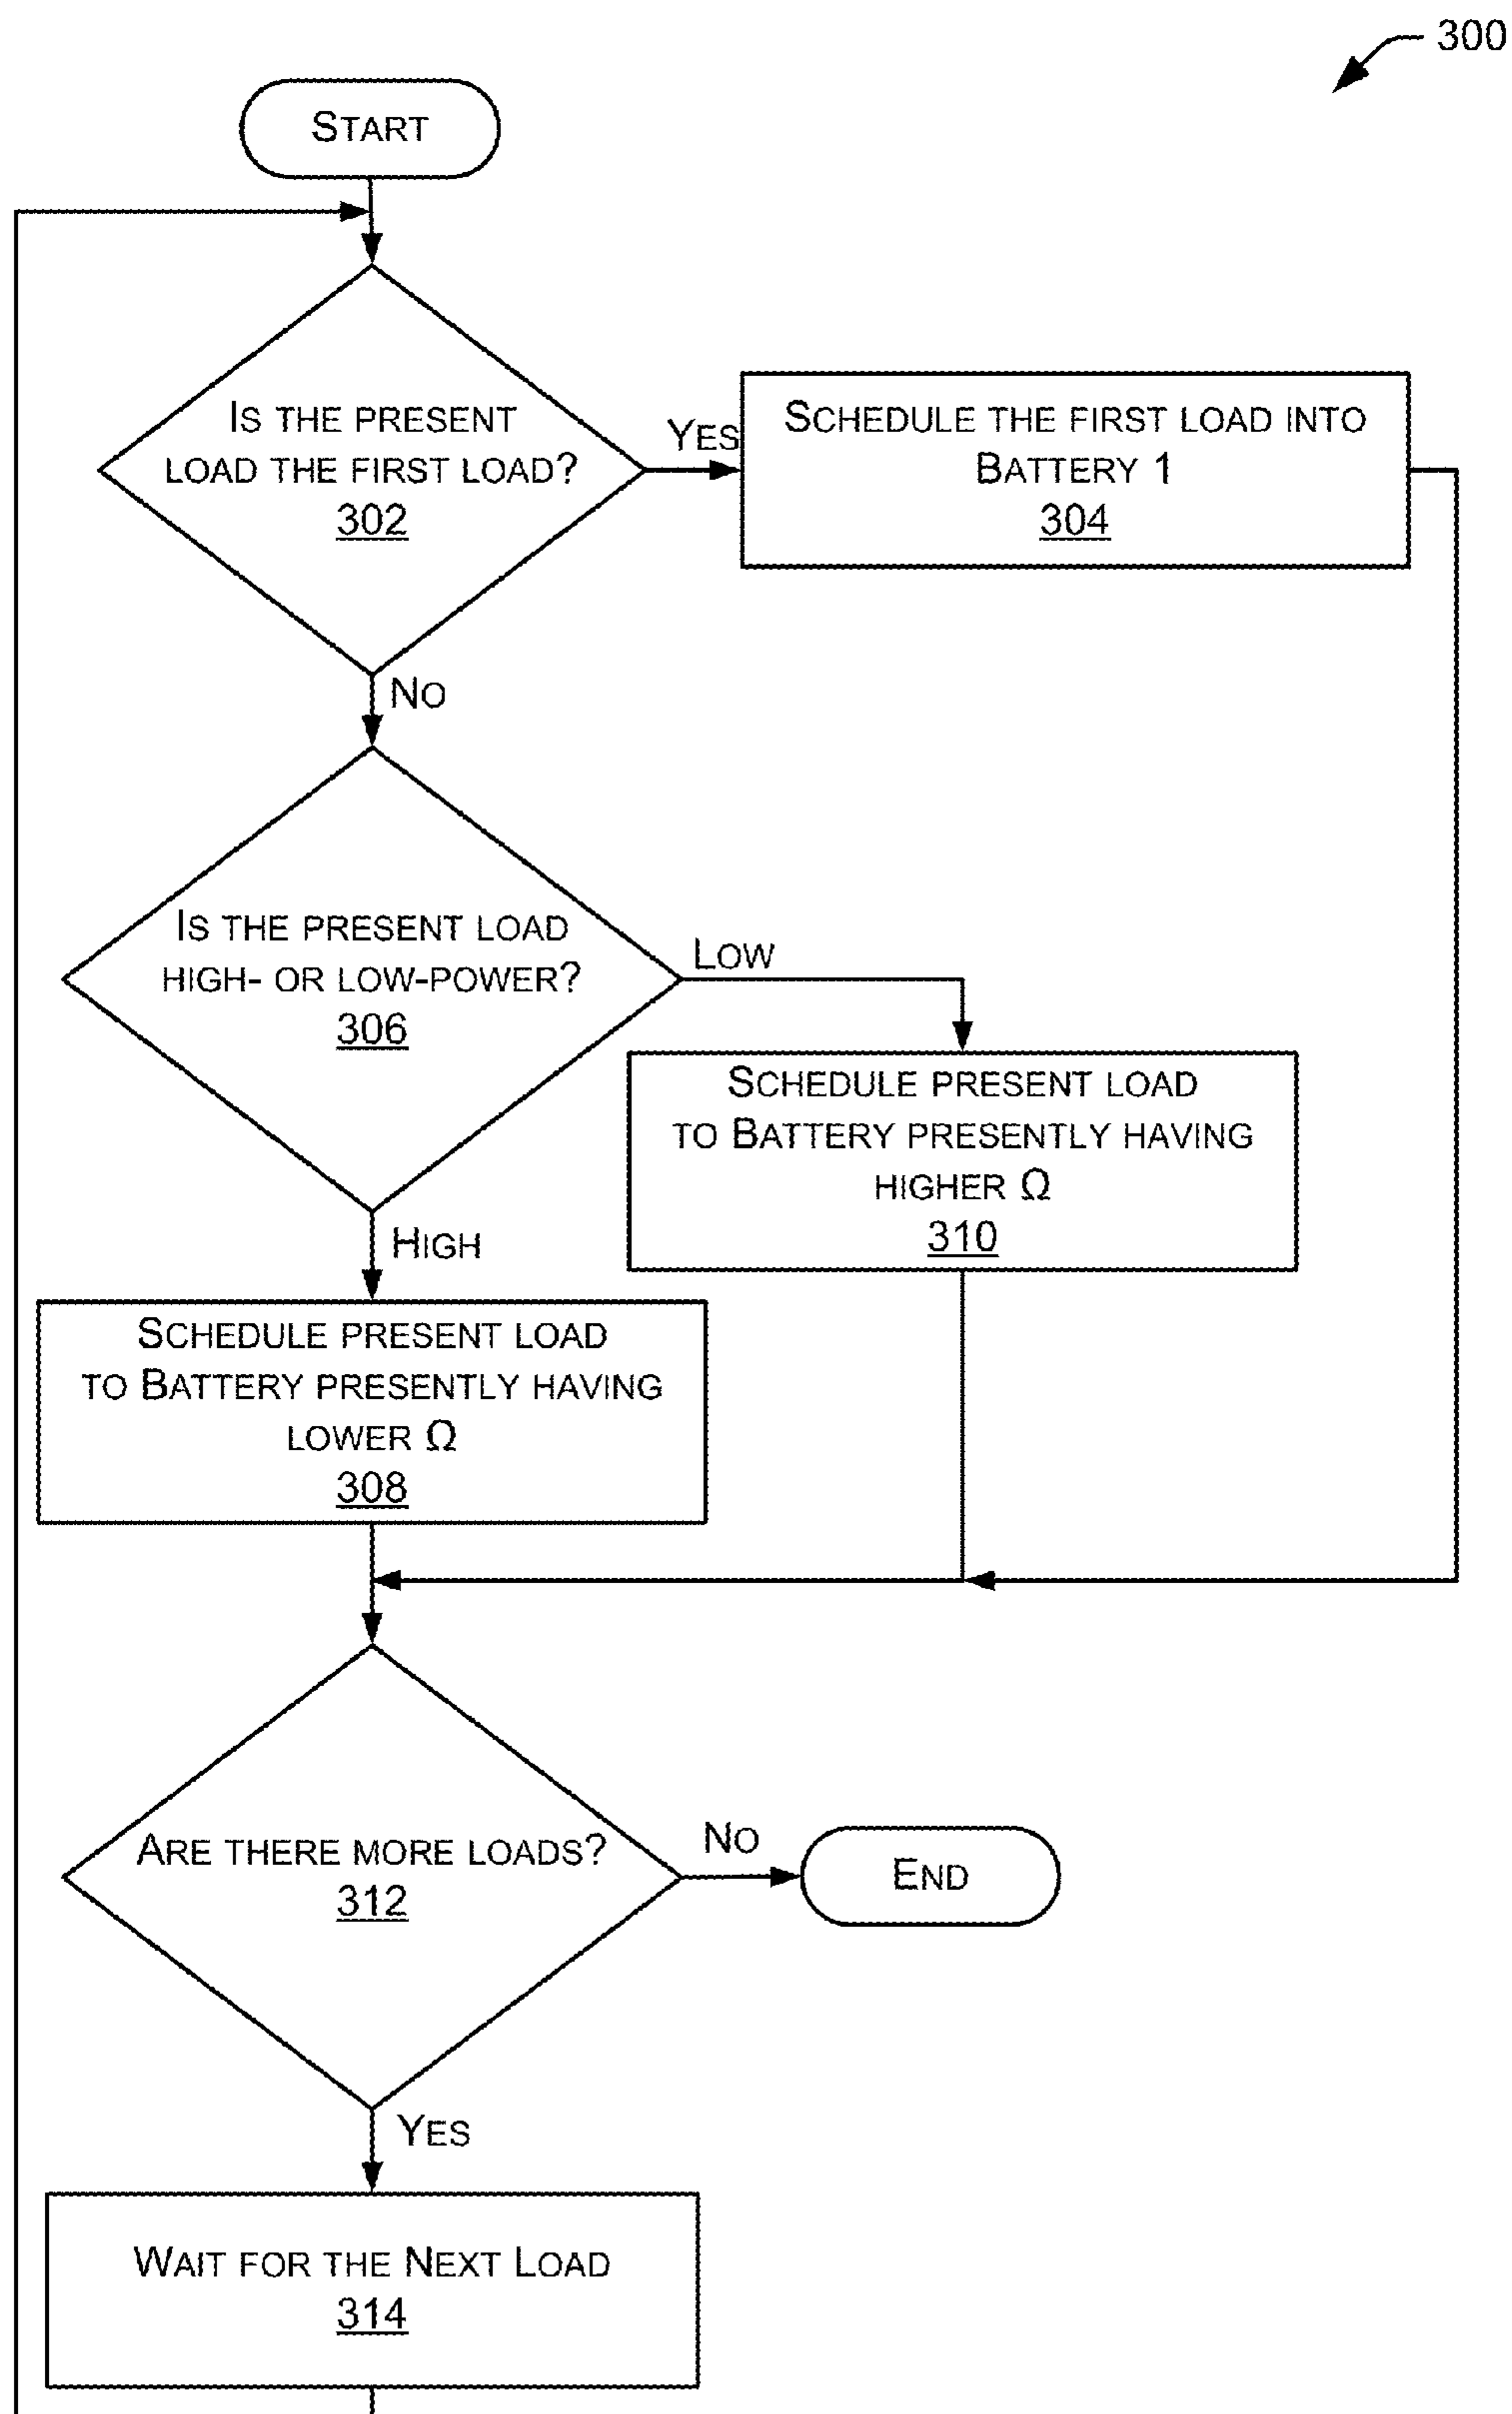 300
START
IS THE PRESENT
LOAD THE FIRST LOAD?
302
YES
SCHEDULE THE FIRST LOAD INTO
BATTERY 1
304
NO
IS THE PRESENT LOAD
HIGH- OR LOW-POWER?
306
LOW
SCHEDULE PRESENT LOAD
TO BATTERY PRESENTLY HAVING
HIGHER Ω
310
HIGH
SCHEDULE PRESENT LOAD
TO BATTERY PRESENTLY HAVING
LOWER Ω
308
ARE THERE MORE LOADS?
312
NO
END
YES
WAIT FOR THE NEXT LOAD
314